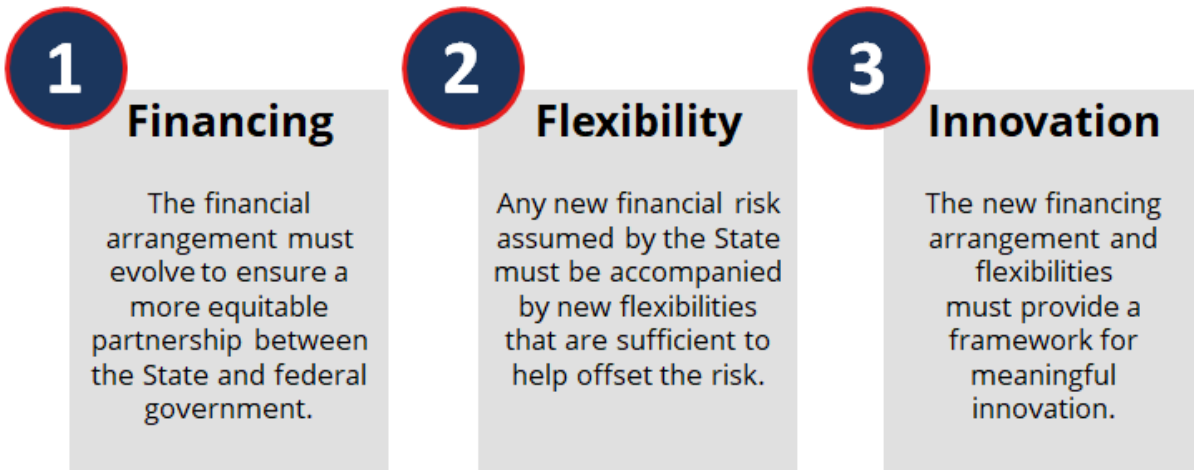 1
Financing
The financial
arrangement must
evolve to ensure a
more equitable
partnership between
the State and federal
government.
2
Flexibility
Any new financial risk
assumed by the State
must be accompanied
by new flexibilities
that are sufficient to
help offset the risk.
3
Innovation
The new financing
arrangement and
flexibilities
must provide a
framework for
meaningful
innovation.